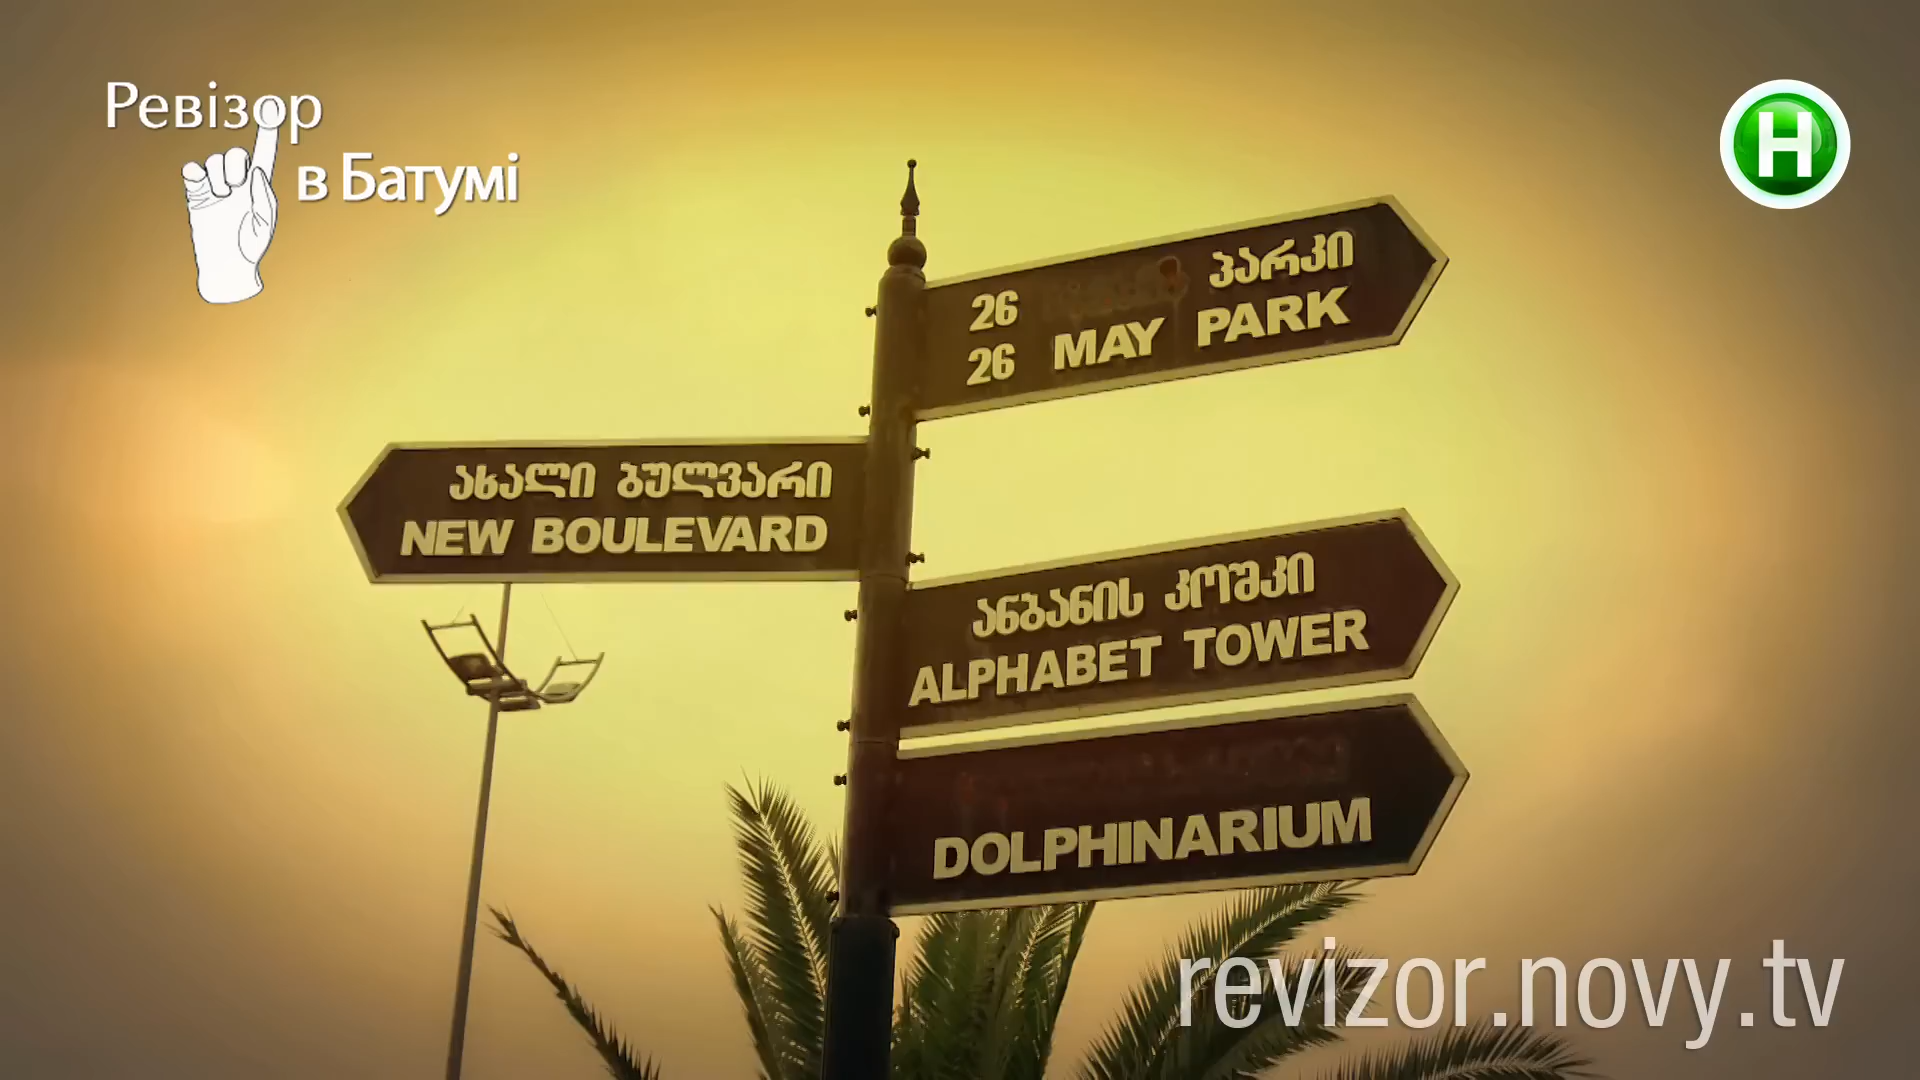 Ревізор
в Батумі
H
26 პარკი
26 MAY PARK
ახალი ბულვარი
NEW BOULEVARD
ანბანის კოშკი
ALPHABET TOWER
DOLPHINARIUM
revizor.novy.tv